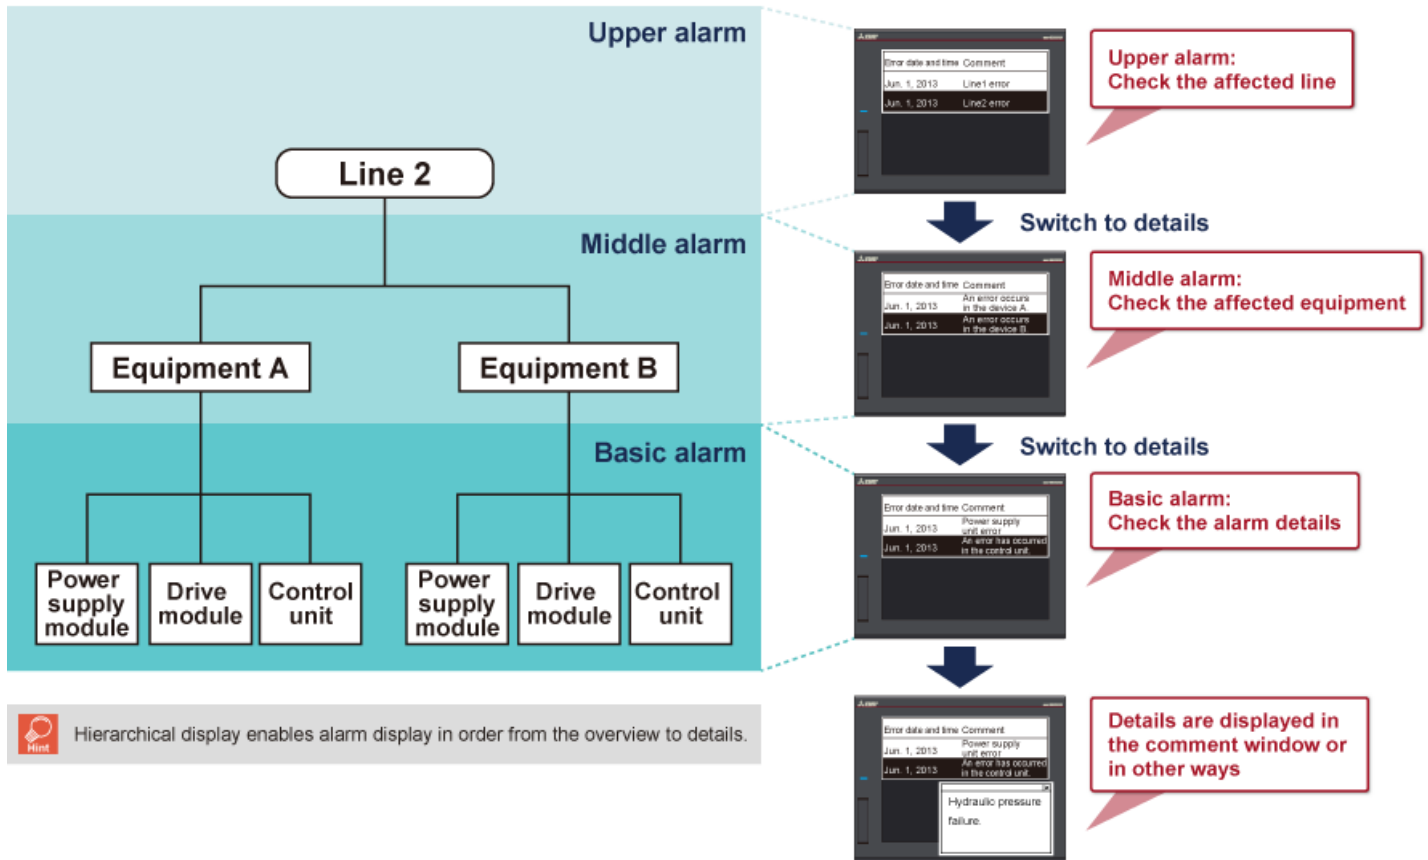 Upper alarm
Line 2
Middle alarm
Equipment A
Equipment B
Basic alarm
Power
supply
module
Drive
module
Control
unit
Power
supply
module
Drive
module
Control
unit
Hint
Hierarchical display enables alarm display in order from the overview to details.
Error date and time Comment
Jun. 1, 2013 Line1 error
Jun. 1, 2013 Line2 error
Upper alarm:
Check the affected line
Switch to details
Error date and time Comment
Jun. 1, 2013 An error occurs
in the device A.
Jun. 1, 2013 An error occurs
in the device B.
Middle alarm:
Check the affected equipment
Switch to details
Error date and time Comment
Jun. 1, 2013 Power supply
unit error
Jun. 1, 2013 An error has occurred
in the control unit.
Basic alarm:
Check the alarm details
Error date and time Comment
Jun. 1, 2013 Power supply
unit error
Jun. 1, 2013 An error has occurred
in the control unit.
Hydraulic pressure
failure.
Details are displayed in
the comment window or
in other ways